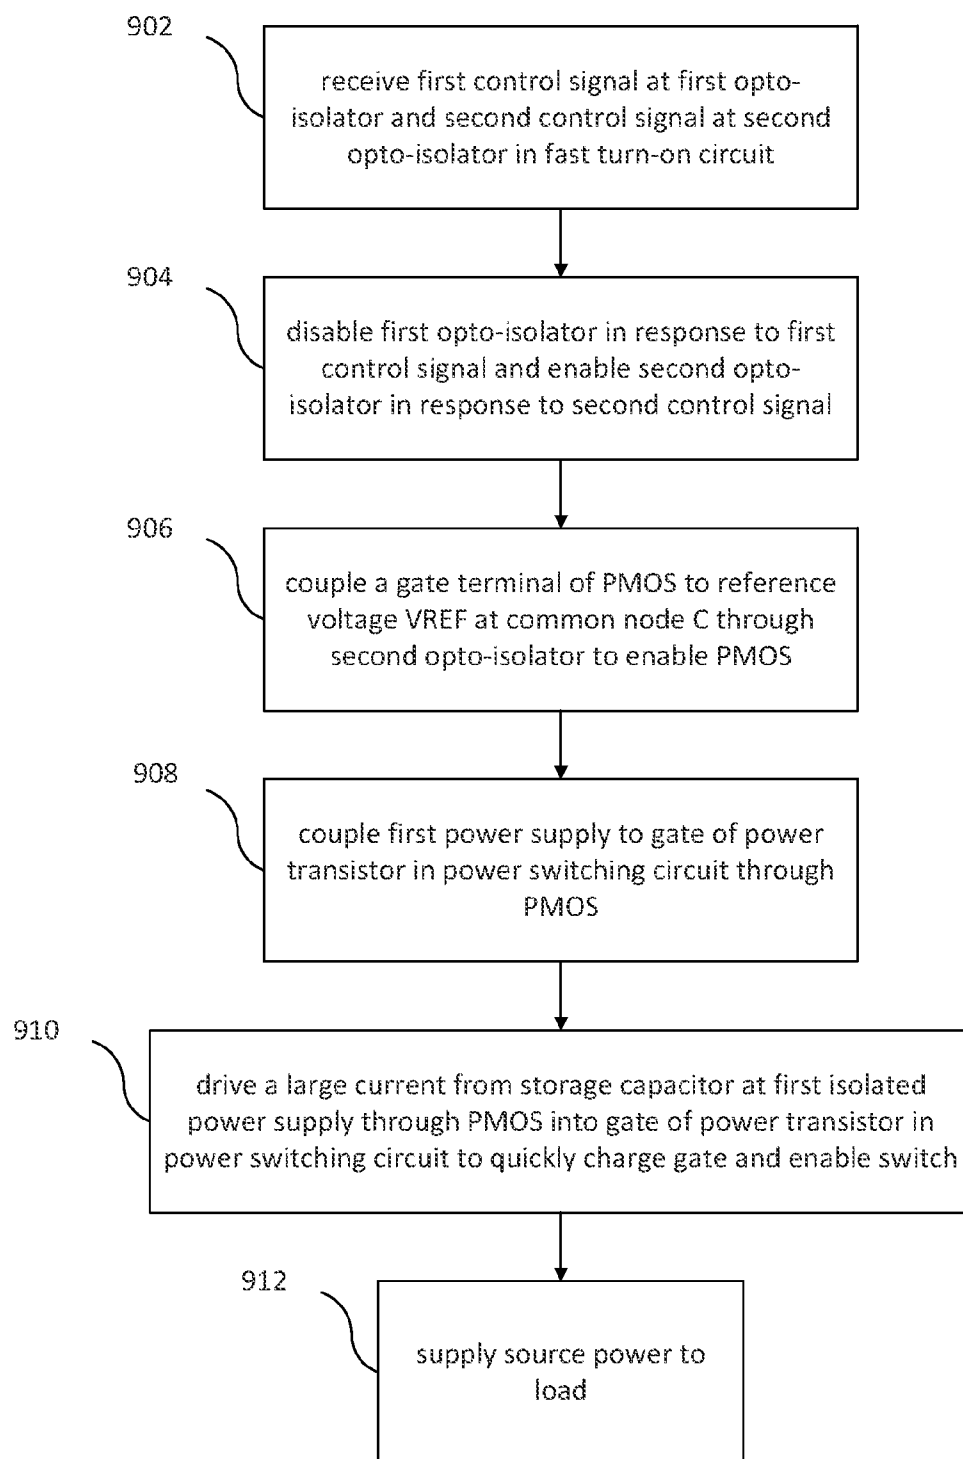 902
receive first control signal at first opto-
isolator and second control signal at second
opto-isolator in fast turn-on circuit
904
disable first opto-isolator in response to first
control signal and enable second opto-
isolator in response to second control signal
906
couple a gate terminal of PMOS to reference
voltage VREF at common node C through
second opto-isolator to enable PMOS
908
couple first power supply to gate of power
transistor in power switching circuit through
PMOS
910
drive a large current from storage capacitor at first isolated
power supply through PMOS into gate of power transistor in
power switching circuit to quickly charge gate and enable switch
912
supply source power to
load